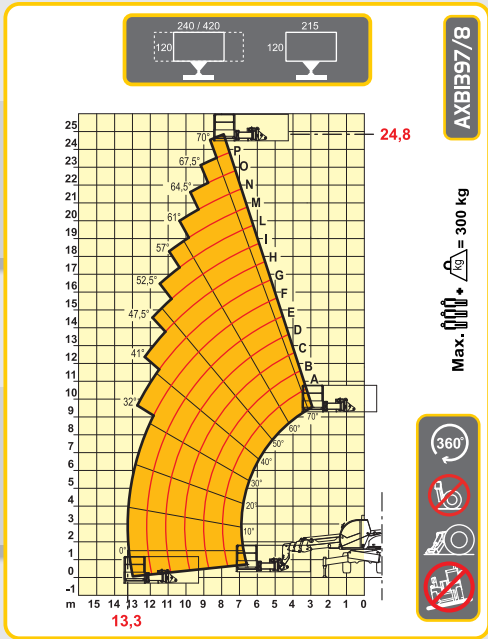 240 / 420
215
120
120
AXB1397/8
25
24
23
22
21
20
19
18
17
16
15
14
13
12
11
10
9
8
7
6
5
4
3
2
1
0
-1
m 15 14 13 12 11 10 9 8 7 6 5 4 3 2 1 0
13,3
24,8
70°
67,5°
64,5°
61°
57°
52,5°
47,5°
41°
32°
0°
P
O
N
M
L
I
H
G
F
E
D
C
B
A
70°
60°
50°
40°
30°
20°
10°
Max. + kg = 300 kg
360°